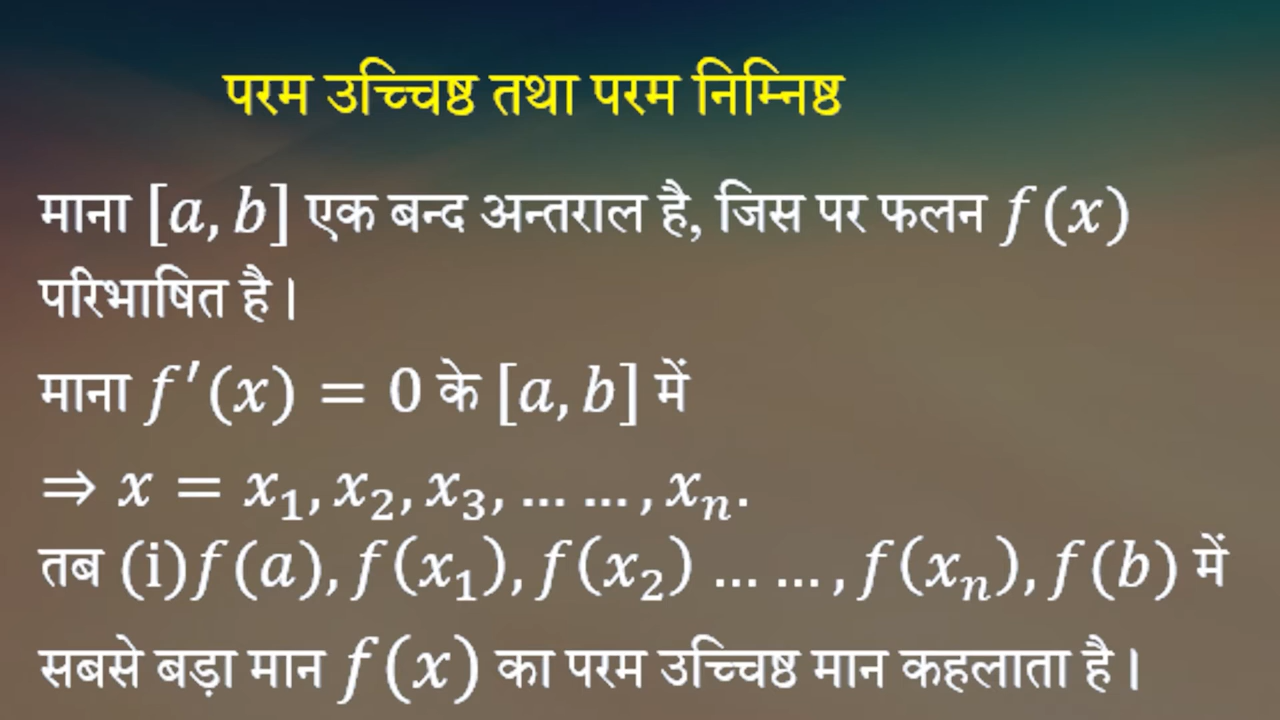 परम उच्चिष्ठ तथा परम निम्निष्ठ
माना [a, b] एक बन्द अन्तराल है, जिस पर फलन f(x)
परिभाषित है।
माना f′(x) = 0 के [a, b] में
⇒ x = x₁, x₂, x₃, … … , xₙ.
तब (i)f(a), f(x₁), f(x₂) … … , f(xₙ), f(b) में
सबसे बड़ा मान f(x) का परम उच्चिष्ठ मान कहलाता है।